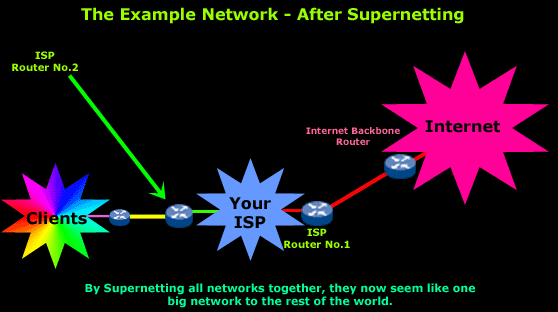 The Example Network - After Supernetting
ISP
Router No.2
Internet Backbone
Router
Internet
Clients
Your
ISP
ISP
Router No.1
By Supernetting all networks together, they now seem like one
big network to the rest of the world.